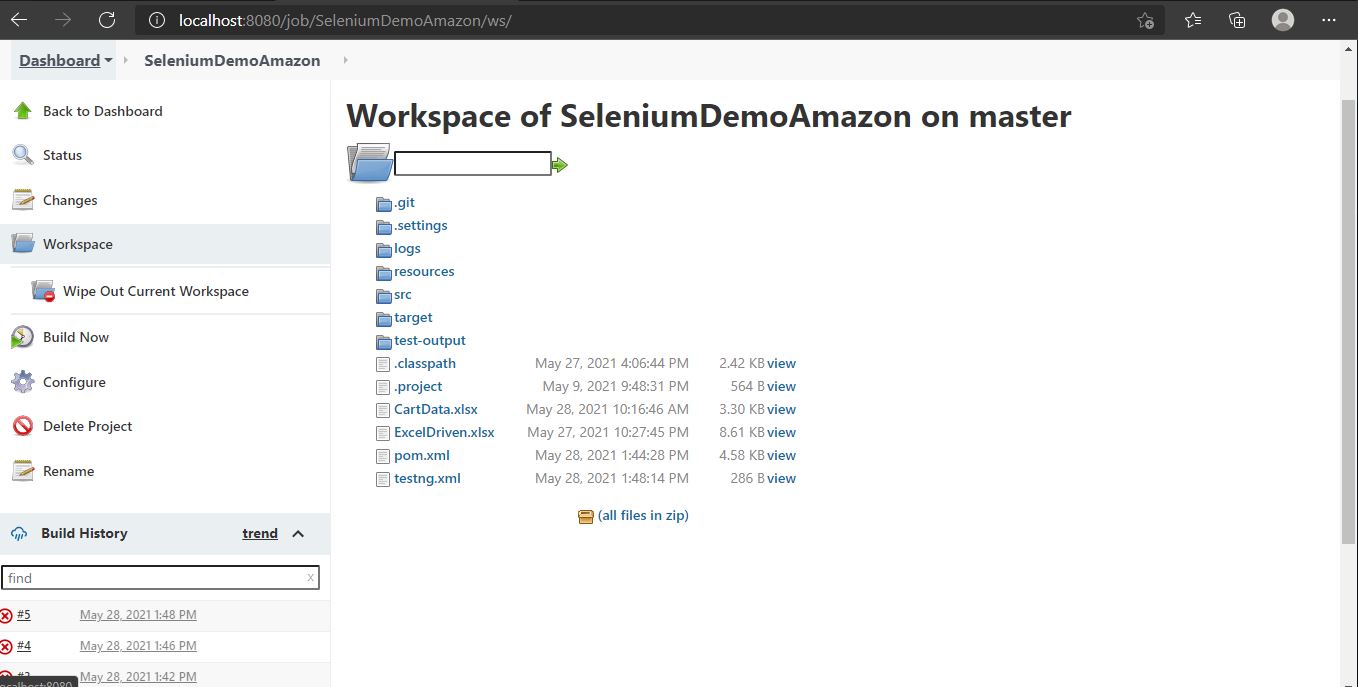 localhost:8080/job/SeleniumDemoAmazon/ws/
Dashboard SeleniumDemoAmazon
Back to Dashboard
Status
Changes
Workspace
Wipe Out Current Workspace
Build Now
Configure
Delete Project
Rename
Build History trend
find x
#5 May 28, 2021 1:48 PM
#4 May 28, 2021 1:46 PM
May 28, 2021 1:42 PM
Workspace of SeleniumDemoAmazon on master
.git
.settings
logs
resources
src
target
test-output
.classpath May 27, 2021 4:06:44 PM 2.42 KB view
.project May 9, 2021 9:48:31 PM 564 B view
CartData.xlsx May 28, 2021 10:16:46 AM 3.30 KB view
ExcelDriven.xlsx May 27, 2021 10:27:45 PM 8.61 KB view
pom.xml May 28, 2021 1:44:28 PM 4.58 KB view
testng.xml May 28, 2021 1:48:14 PM 286 B view
(all files in zip)